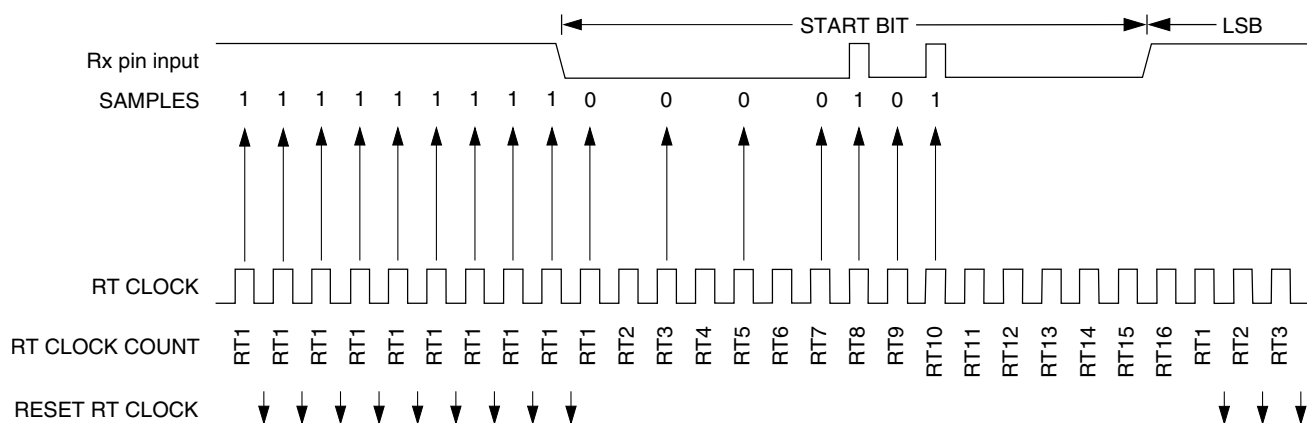 START BIT LSB
Rx pin input
SAMPLES 1 1 1 1 1 1 1 1 1 0 0 0 0 1 0 1
RT CLOCK
RT CLOCK COUNT RT1 RT1 RT1 RT1 RT1 RT1 RT1 RT1 RT1 RT1 RT2 RT3 RT4 RT5 RT6 RT7 RT8 RT9 RT10 RT11 RT12 RT13 RT14 RT15 RT16 RT1 RT2 RT3
RESET RT CLOCK